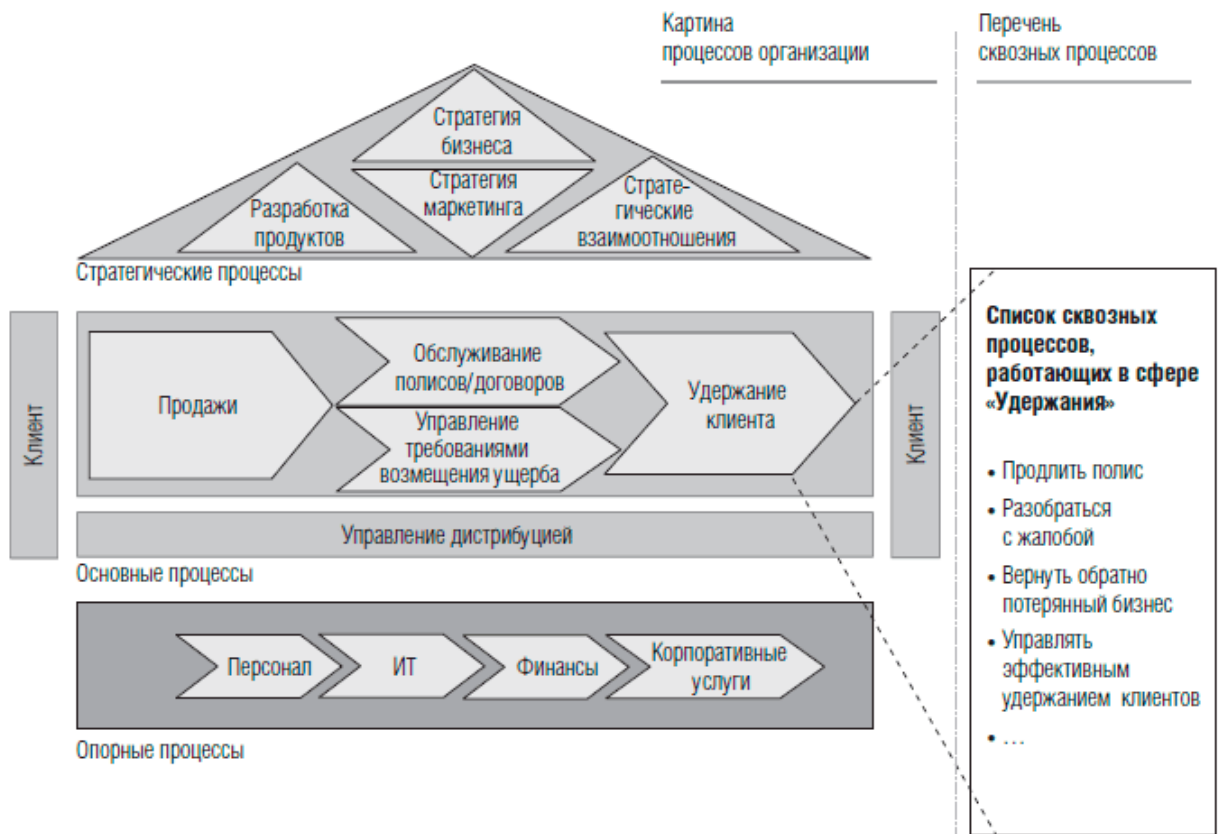 Картина
процессов организации
Перечень
сквозных процессов
Стратегия
бизнеса
Стратегия
маркетинга
Разработка
продуктов
Страте-
гические
взаимоотношения
Стратегические процессы
Клиент
Продажи
Обслуживание
полисов/договоров
Управление
требованиями
возмещения ущерба
Удержание
клиента
Клиент
Управление дистрибуцией
Основные процессы
Персонал
ИТ
Финансы
Корпоративные
услуги
Опорные процессы
Список сквозных
процессов,
работающих в сфере
«Удержания»
• Продлить полис
• Разобраться
с жалобой
• Вернуть обратно
потерянный бизнес
• Управлять
эффективным
удержанием клиентов
• ...